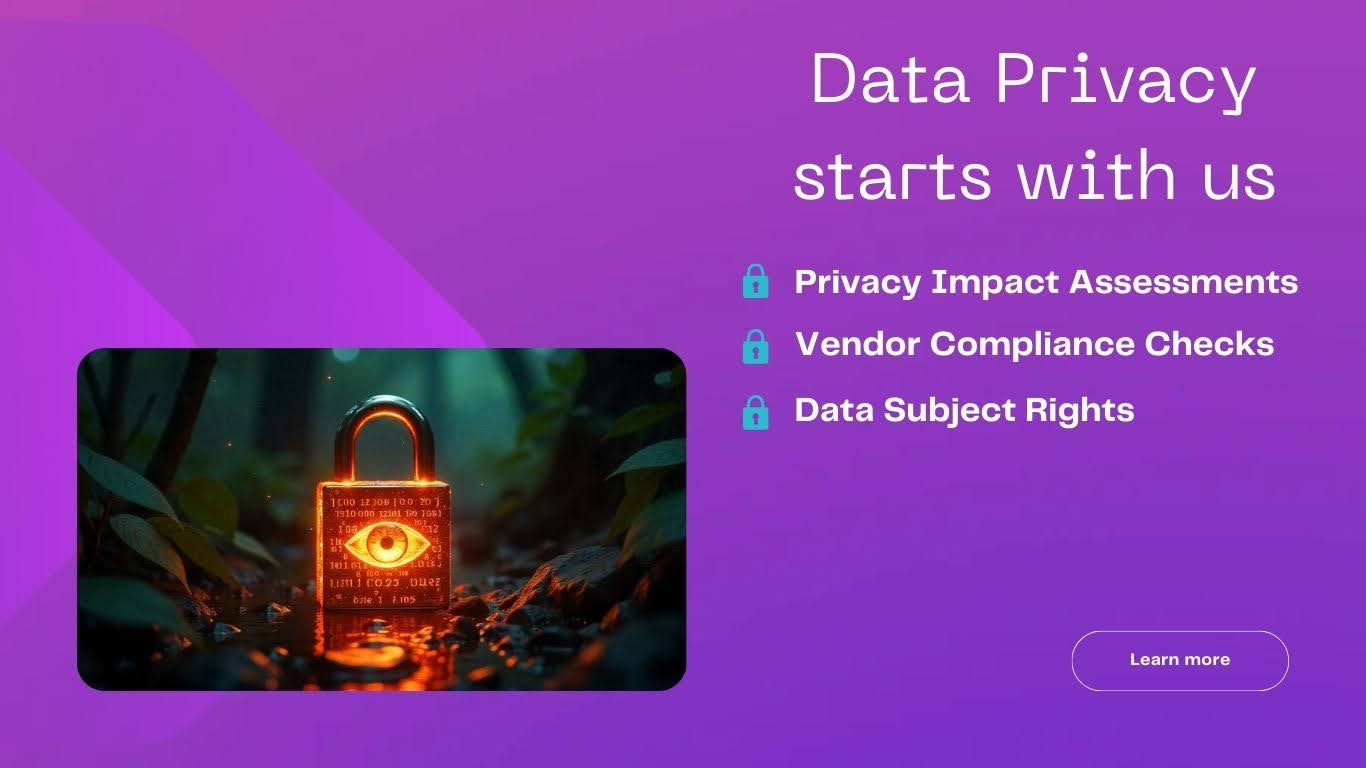 Data Privacy
starts with us
Privacy Impact Assessments
Vendor Compliance Checks
Data Subject Rights
Learn more